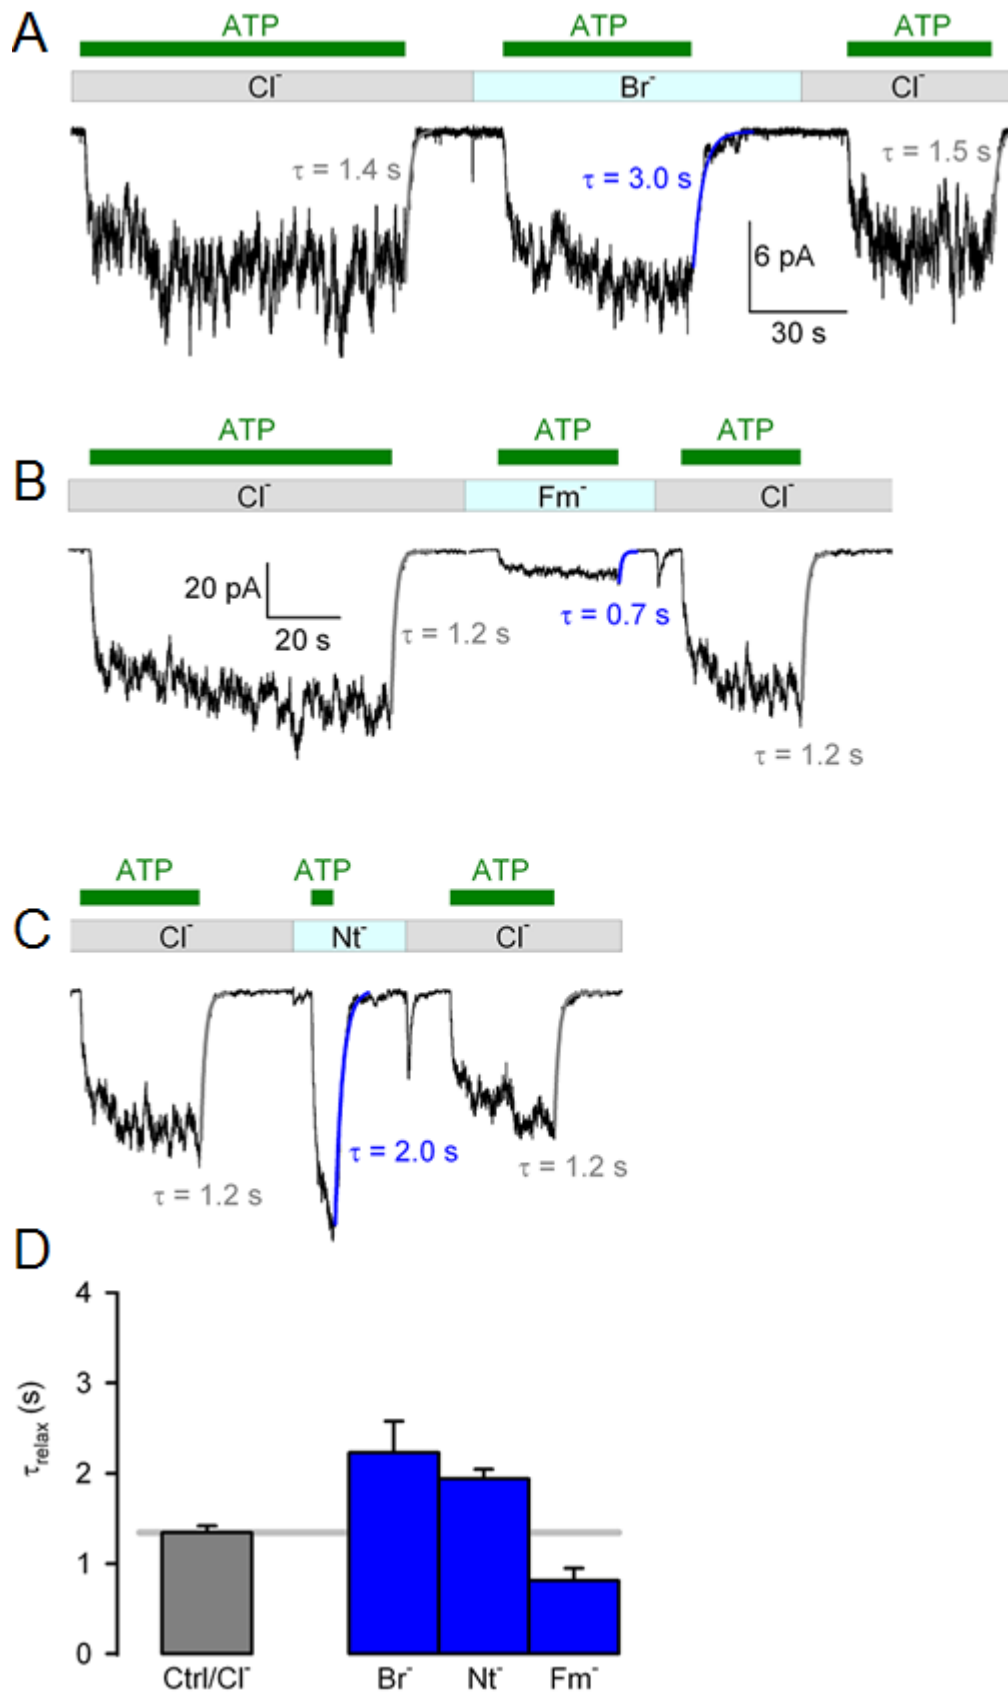 A
ATP ATP ATP
Cl⁻ Br⁻ Cl⁻
τ = 1.4 s τ = 3.0 s τ = 1.5 s
6 pA
30 s
B
ATP ATP ATP
Cl⁻ Fm⁻ Cl⁻
20 pA
20 s
τ = 1.2 s τ = 0.7 s
τ = 1.2 s
C
ATP ATP ATP
Cl⁻ Nt⁻ Cl⁻
τ = 1.2 s τ = 2.0 s τ = 1.2 s
D
τrelax (s)
4
3
2
1
0
Ctrl/Cl⁻ Br⁻ Nt⁻ Fm⁻